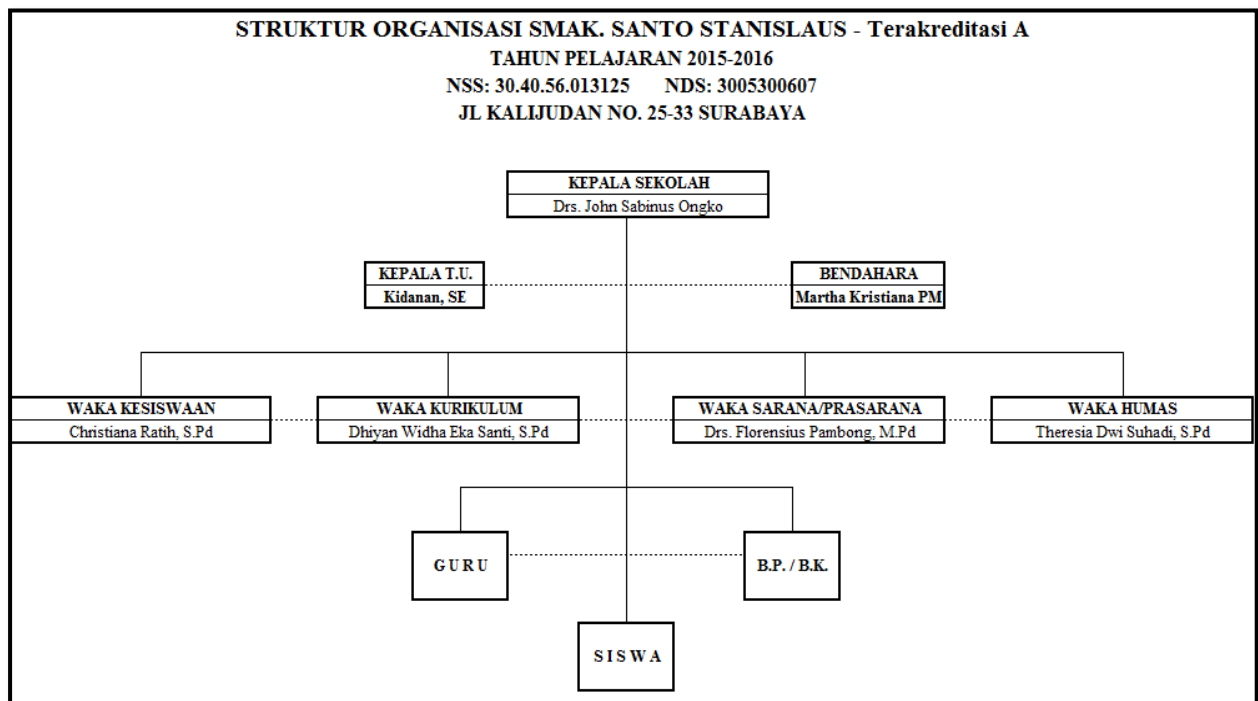 STRUKTUR ORGANISASI SMAK. SANTO STANISLAUS - Terakreditasi A
TAHUN PELAJARAN 2015-2016
NSS: 30.40.56.013125 NDS: 3005300607
JL KALIJUDAN NO. 25-33 SURABAYA
KEPALA SEKOLAH
Drs. John Sabinus Ongko
KEPALA T.U.
Kidanan, SE
BENDAHARA
Martha Kristiana PM
WAKA KESISWAAN
Christiana Ratih, S.Pd
WAKA KURIKULUM
Dhiyan Widha Eka Santi, S.Pd
WAKA SARANA/PRASARANA
Drs. Florensius Pambong, M.Pd
WAKA HUMAS
Theresia Dwi Suhadi, S.Pd
G U R U
B.P. / B.K.
S I S W A